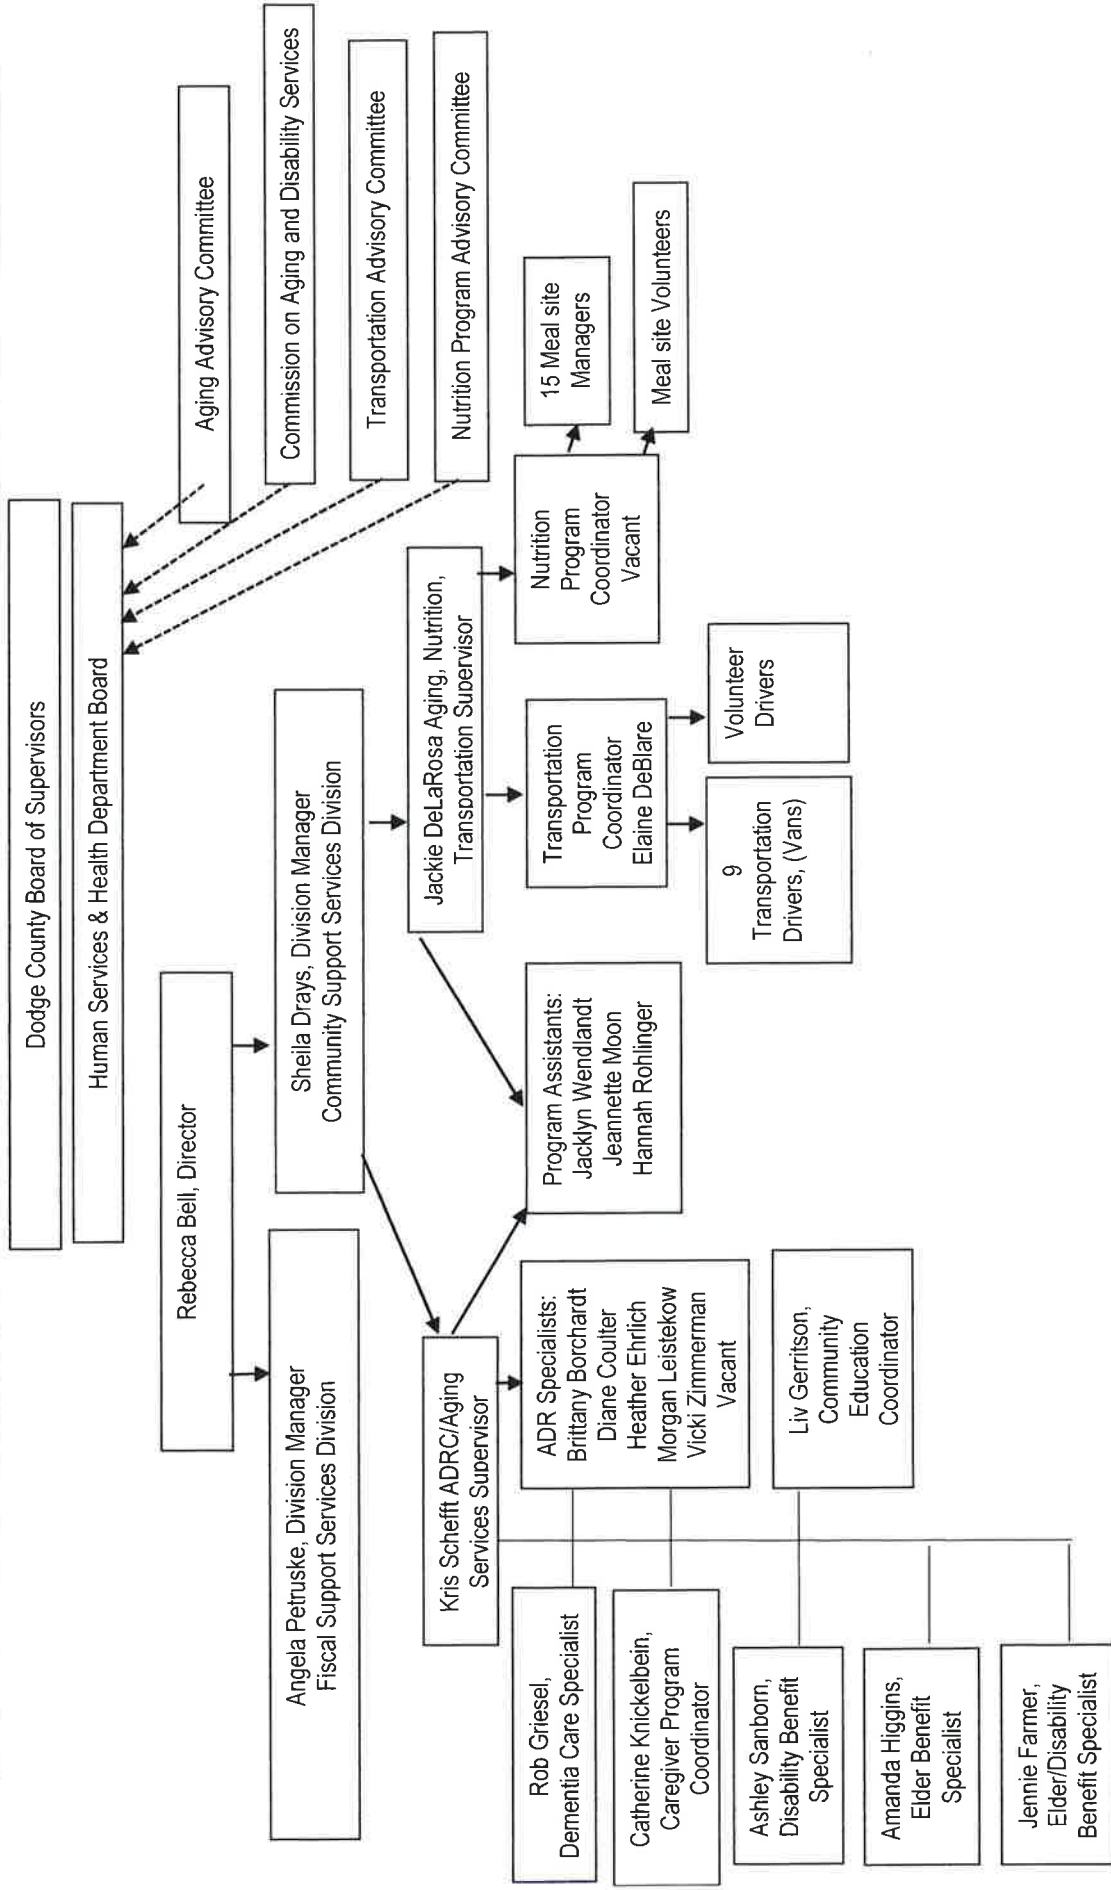 Dodge County Board of Supervisors
Human Services & Health Department Board
Aging Advisory Committee
Commission on Aging and Disability Services
Transportation Advisory Committee
Nutrition Program Advisory Committee
Rebecca Bell, Director
Angela Petruske, Division Manager
Fiscal Support Services Division
Sheila Drays, Division Manager
Community Support Services Division
Kris Schefft ADRC/Aging
Services Supervisor
Jackie DeLaRosa Aging, Nutrition,
Transportation Supervisor
Rob Griesel,
Dementia Care Specialist
Catherine Knickelbein,
Caregiver Program
Coordinator
Ashley Sanborn,
Disability Benefit
Specialist
Amanda Higgins,
Elder Benefit
Specialist
Jennie Farmer,
Elder/Disability
Benefit Specialist
ADR Specialists:
Brittany Borchardt
Diane Coulter
Heather Ehrlich
Morgan Leistekow
Vicki Zimmerman
Vacant
Liv Gerritson,
Community
Education
Coordinator
Program Assistants:
Jacklyn Wendlandt
Jeannette Moon
Hannah Rohlinger
Transportation
Program
Coordinator
Elaine DeBlare
9
Transportation
Drivers, (Vans)
Volunteer
Drivers
Nutrition
Program
Coordinator
Vacant
15 Meal site
Managers
Meal site Volunteers